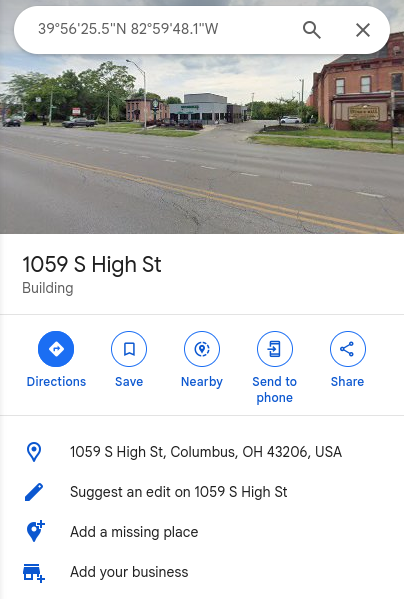 39°56'25.5"N 82°59'48.1"W
1059 S High St
Building
Directions
Save
Nearby
Send to
phone
Share
1059 S High St, Columbus, OH 43206, USA
Suggest an edit on 1059 S High St
Add a missing place
Add your business